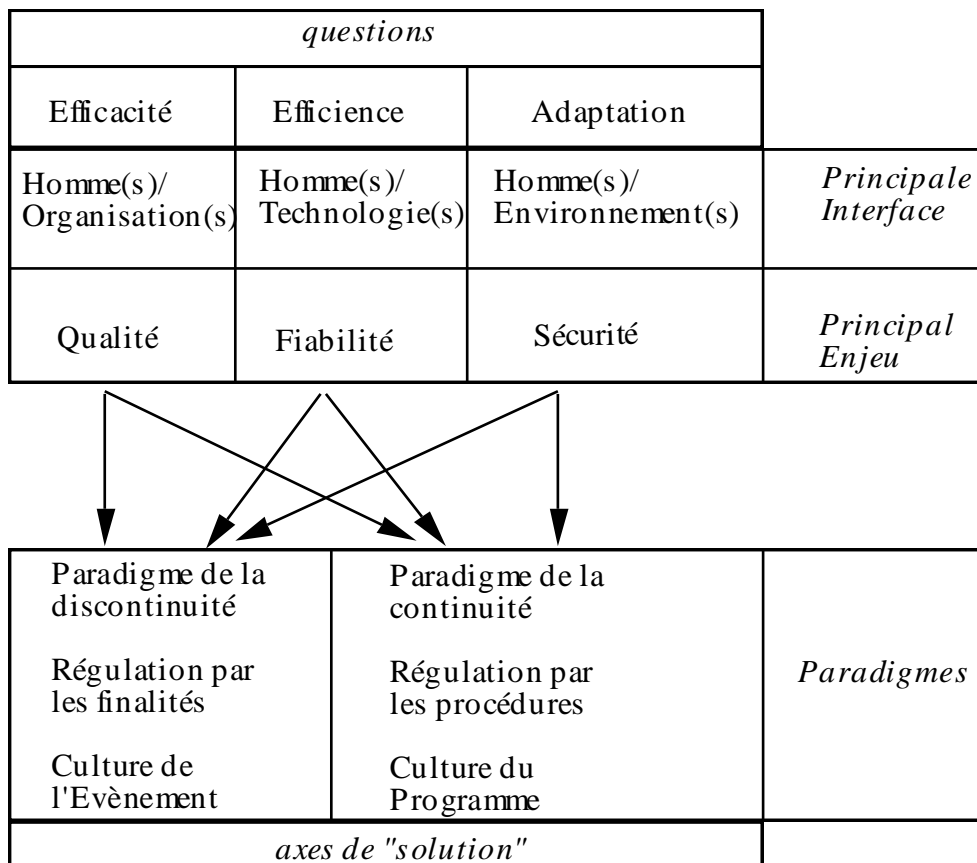 questions
Efficacité
Efficience
Adaptation
Homme(s)/
Organisation(s)
Homme(s)/
Technologie(s)
Homme(s)/
Environnement(s)
Principale
Interface
Qualité
Fiabilité
Sécurité
Principal
Enjeu
Paradigme de la
discontinuité
Régulation par
les finalités
Culture de
l'Evènement
Paradigme de la
continuité
Régulation par
les procédures
Culture du
Programme
Paradigmes
axes de "solution"